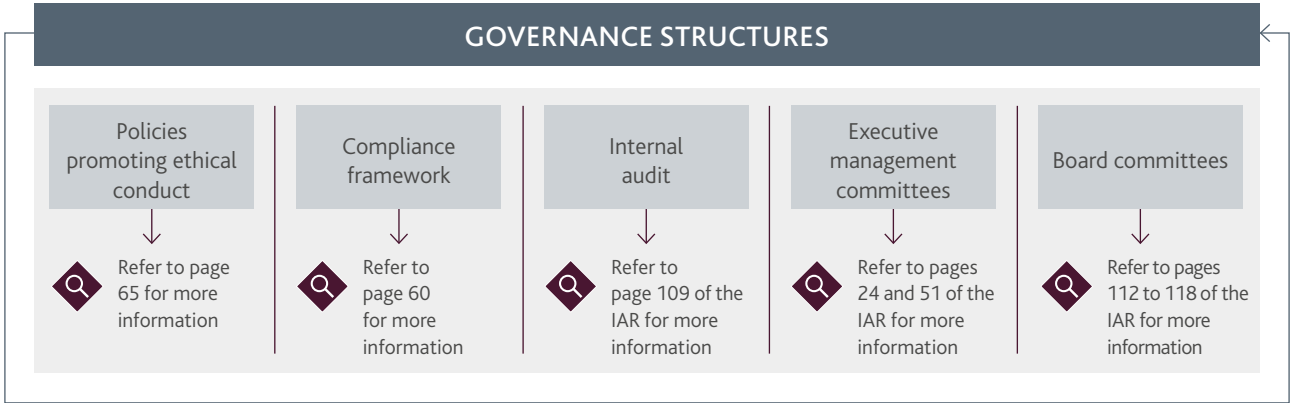 GOVERNANCE STRUCTURES
Policies
promoting ethical
conduct
Refer to page
65 for more
information
Compliance
framework
Refer to
page 60
for more
information
Internal
audit
Refer to
page 109 of the
IAR for more
information
Executive
management
committees
Refer to pages
24 and 51 of the
IAR for more
information
Board committees
Refer to pages
112 to 118 of the
IAR for more
information